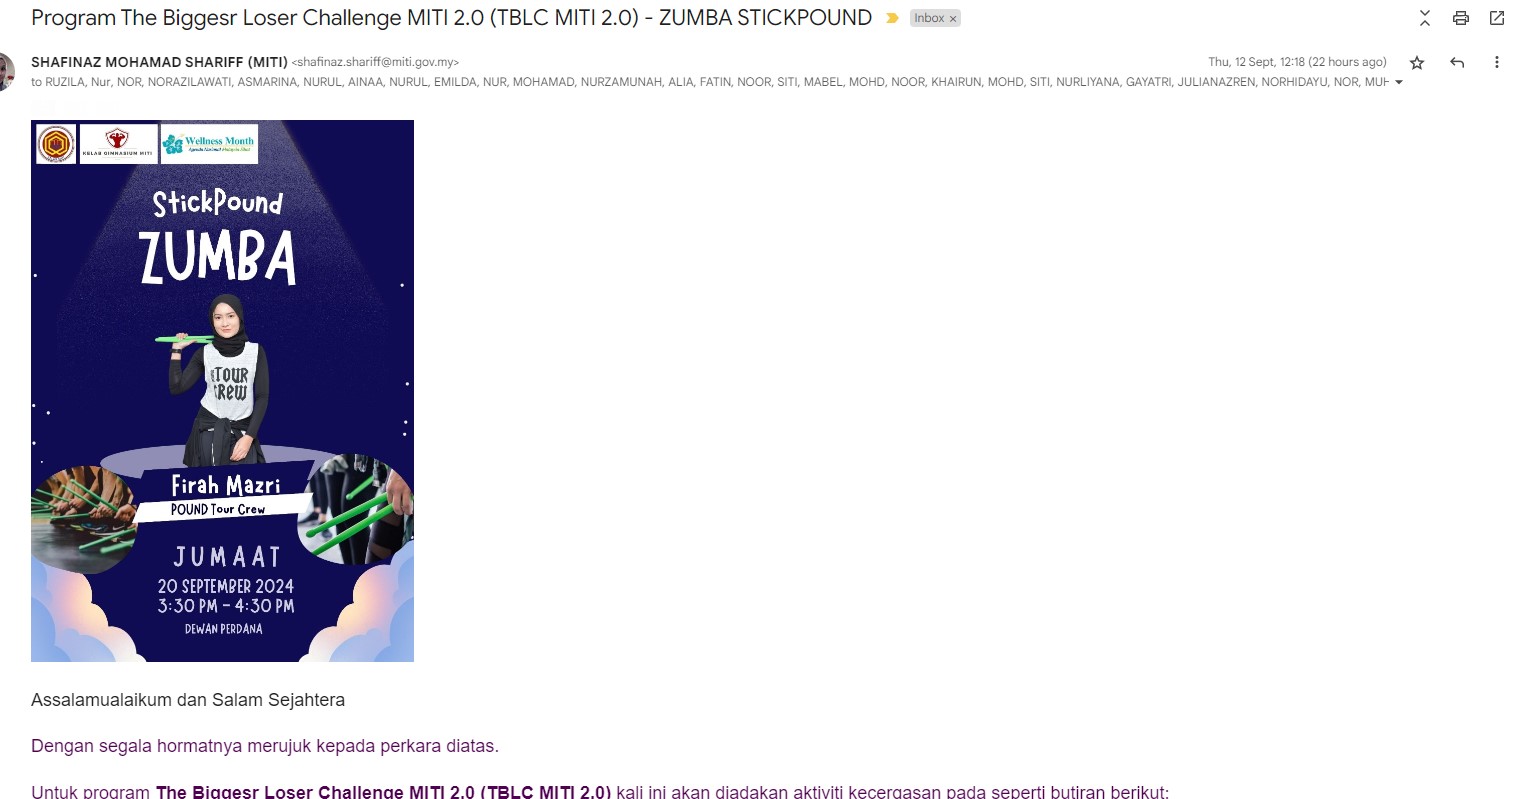 Program The Biggesr Loser Challenge MITI 2.0 (TBLC MITI 2.0) - ZUMBA STICKPOUND Inbox ×
SHAFINAZ MOHAMAD SHARIFF (MITI) <shafinaz.shariff@miti.gov.my> Thu, 12 Sept, 12:18 (22 hours ago)
to RUZILA, Nur, NOR, NORAZILAWATI, ASMARINA, NURUL, AINAA, NURUL, EMILDA, NUR, MOHAMAD, NURZAMUNAH, ALIA, FATIN, NOOR, SITI, MABEL, MOHD, NOOR, KHAIRUN, MOHD, SITI, NURLIYANA, GAYATRI, JULIANAZREN, NORHIDAYU, NOR, MUH
KELAB GIMNASIUM MITI
Wellness Month
Agenda Nasional Malaysia Sihat
StickPound
ZUMBA
TOUR
CREW
Firah Mazri
POUND Tour Crew
JUMAAT
20 SEPTEMBER 2024
3:30 PM – 4:30 PM
DEWAN PERDANA
Assalamualaikum dan Salam Sejahtera
Dengan segala hormatnya merujuk kepada perkara diatas.
Untuk program The Biggesr Loser Challenge MITI 2.0 (TBLC MITI 2.0) kali ini akan diadakan aktiviti kecergasan pada seperti butiran berikut: